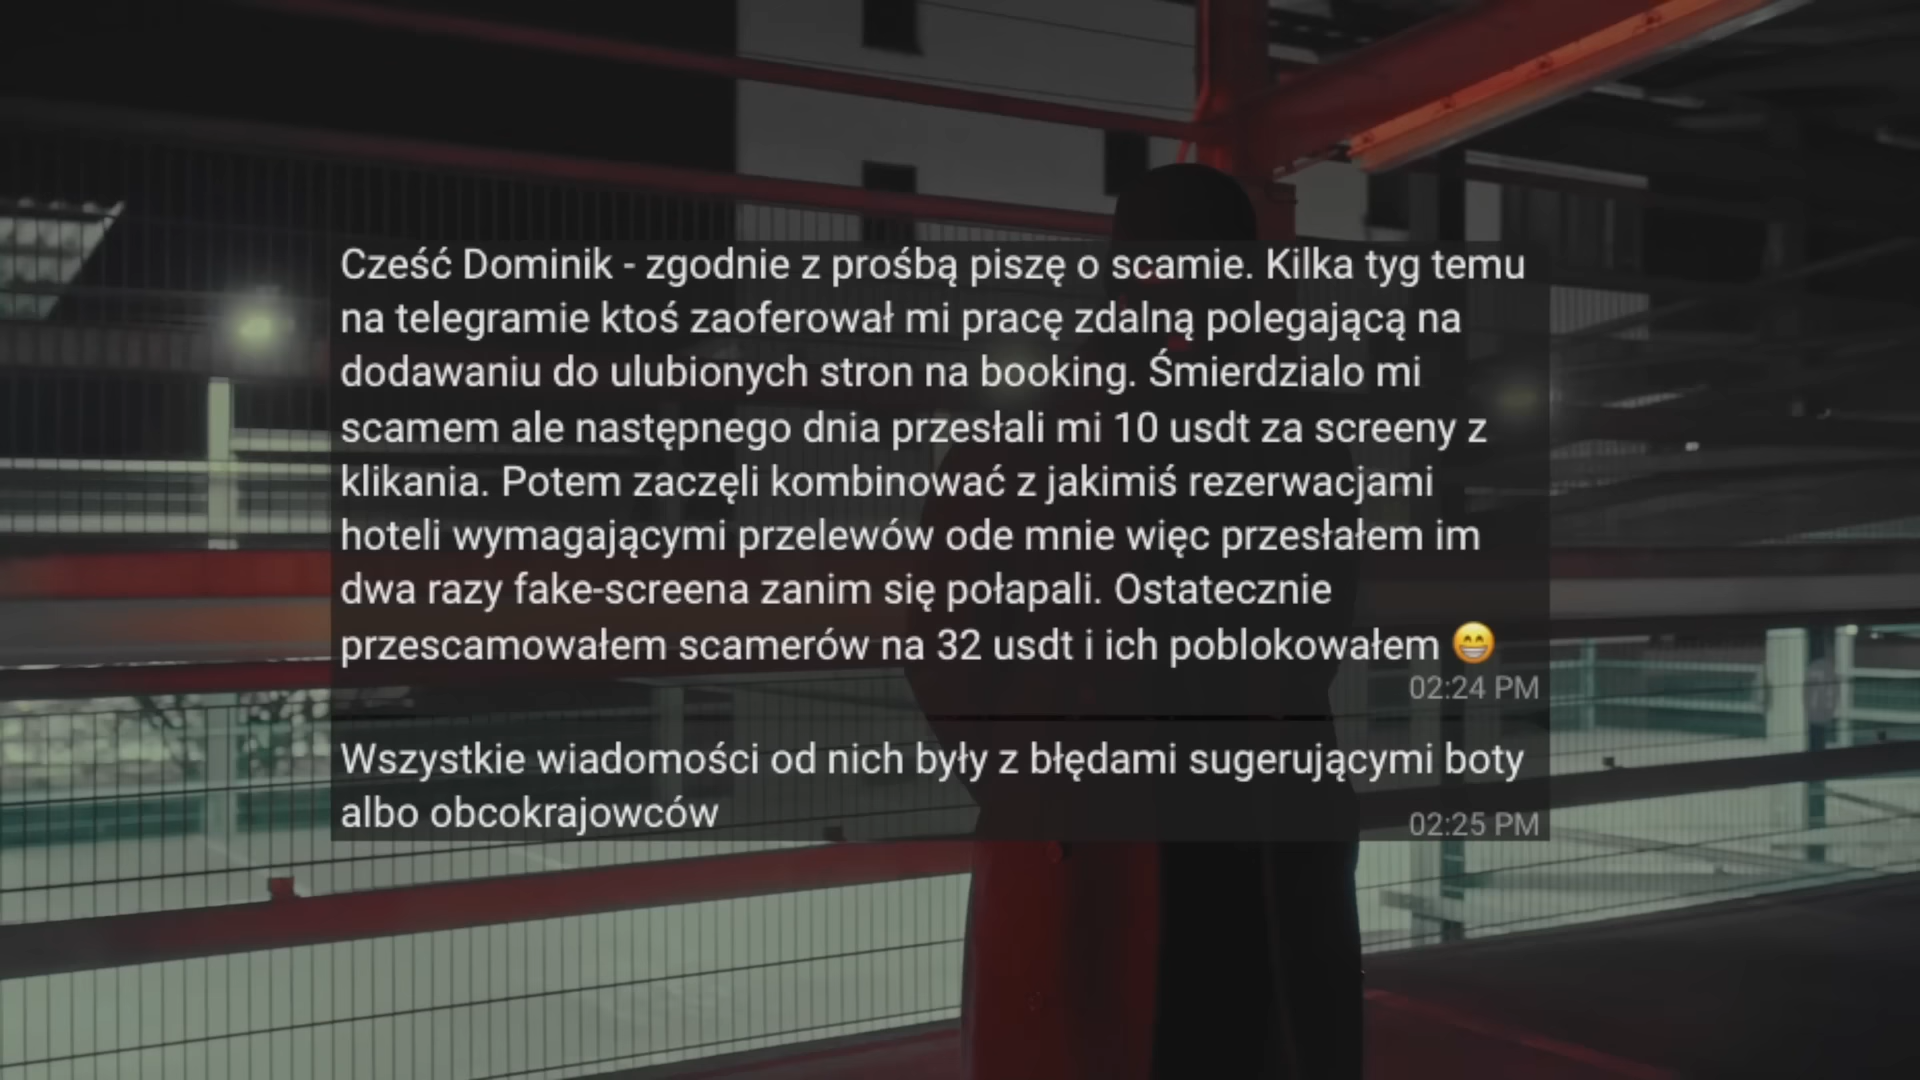 Cześć Dominik - zgodnie z prośbą piszę o scamie. Kilka tyg temu
na telegramie ktoś zaoferował mi pracę zdalną polegającą na
dodawaniu do ulubionych stron na booking. Śmierdzialo mi
scamem ale następnego dnia przesłali mi 10 usdt za screeny z
klikania. Potem zaczęli kombinować z jakimiś rezerwacjami
hoteli wymagającymi przelewów ode mnie więc przesłałem im
dwa razy fake-screena zanim się połapali. Ostatecznie
przescamowałem scamerów na 32 usdt i ich poblokowałem 😁
02:24 PM
Wszystkie wiadomości od nich były z błędami sugerującymi boty
albo obcokrajowców
02:25 PM